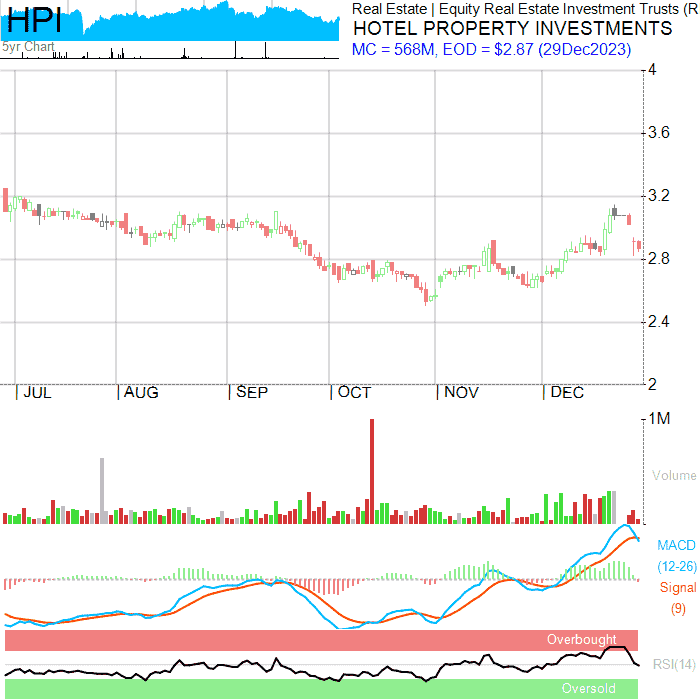 HPI
5yr Chart
Real Estate | Equity Real Estate Investment Trusts (R
HOTEL PROPERTY INVESTMENTS
MC = 568M, EOD = $2.87 (29Dec2023)
4
3.6
3.2
2.8
2.4
2
JUL AUG SEP OCT NOV DEC
1M
Volume
MACD
(12-26)
Signal
(9)
Overbought
RSI(14)
Oversold